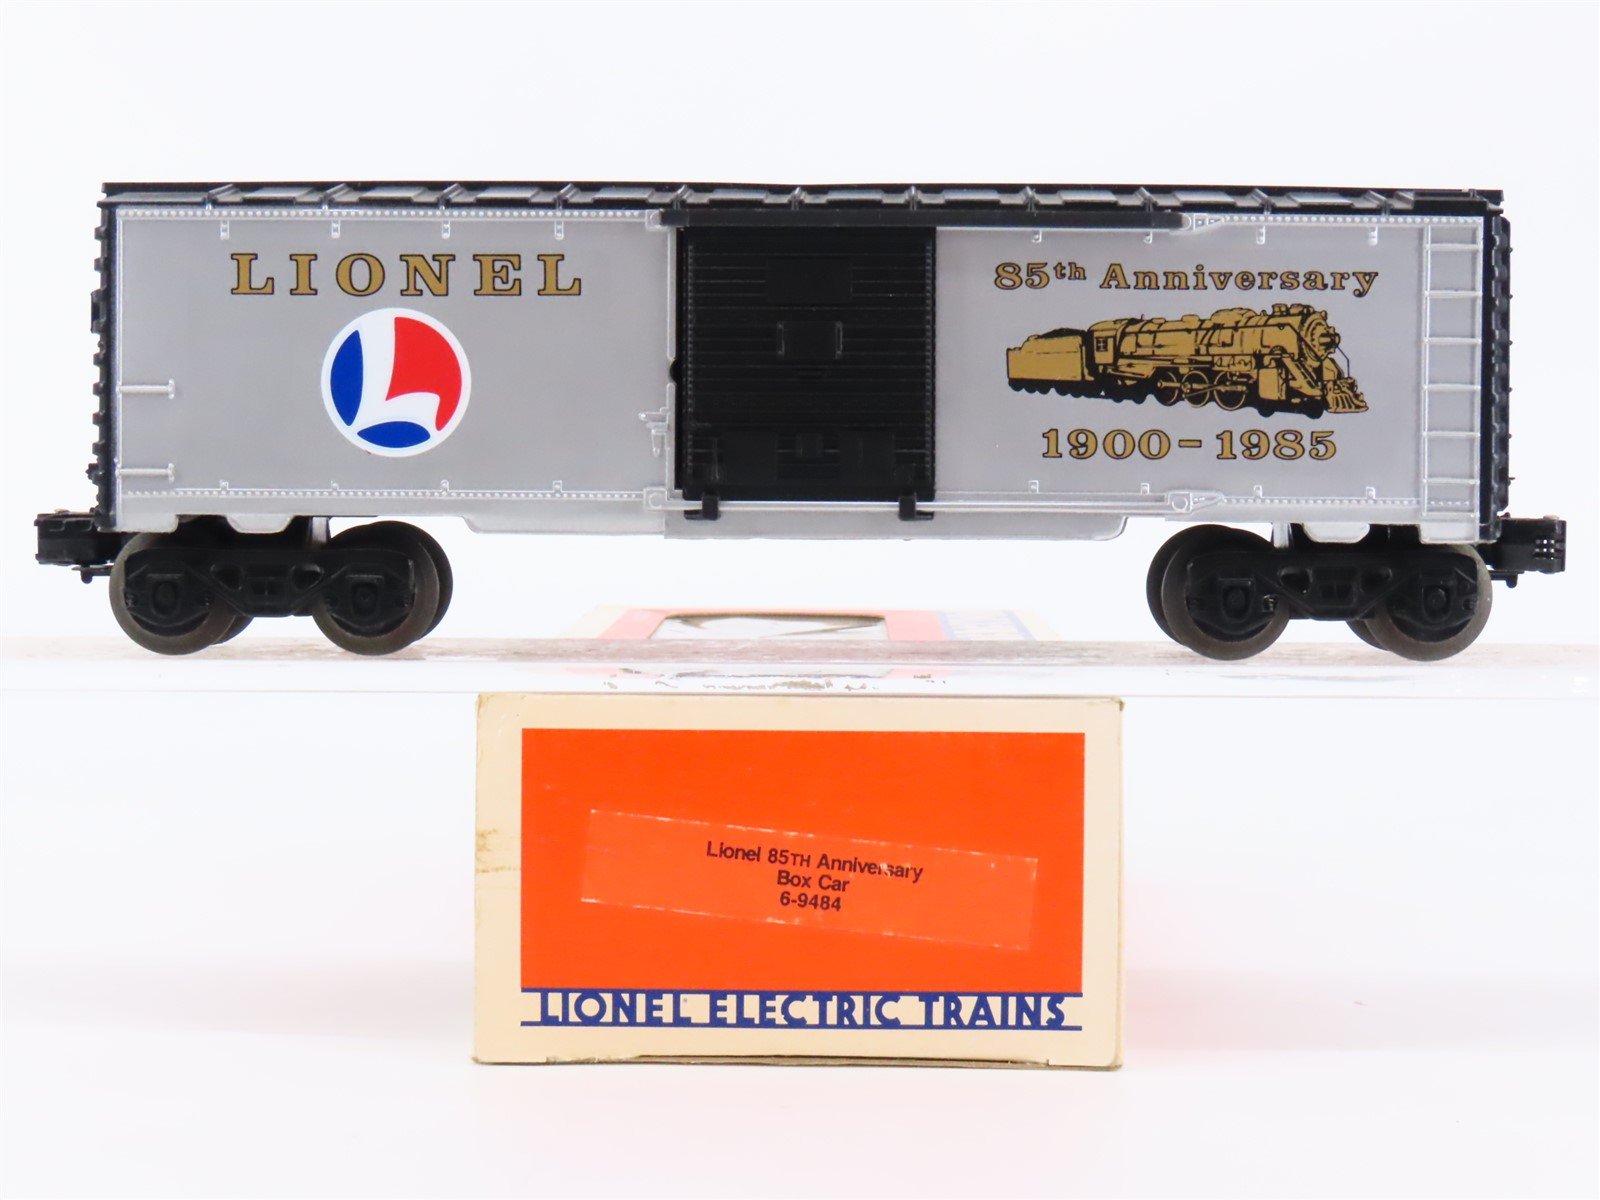 LIONEL
85th Anniversary
1900-1985
Lionel 85TH Anniversary
Box Car
6-9484
LIONEL ELECTRIC TRAINS